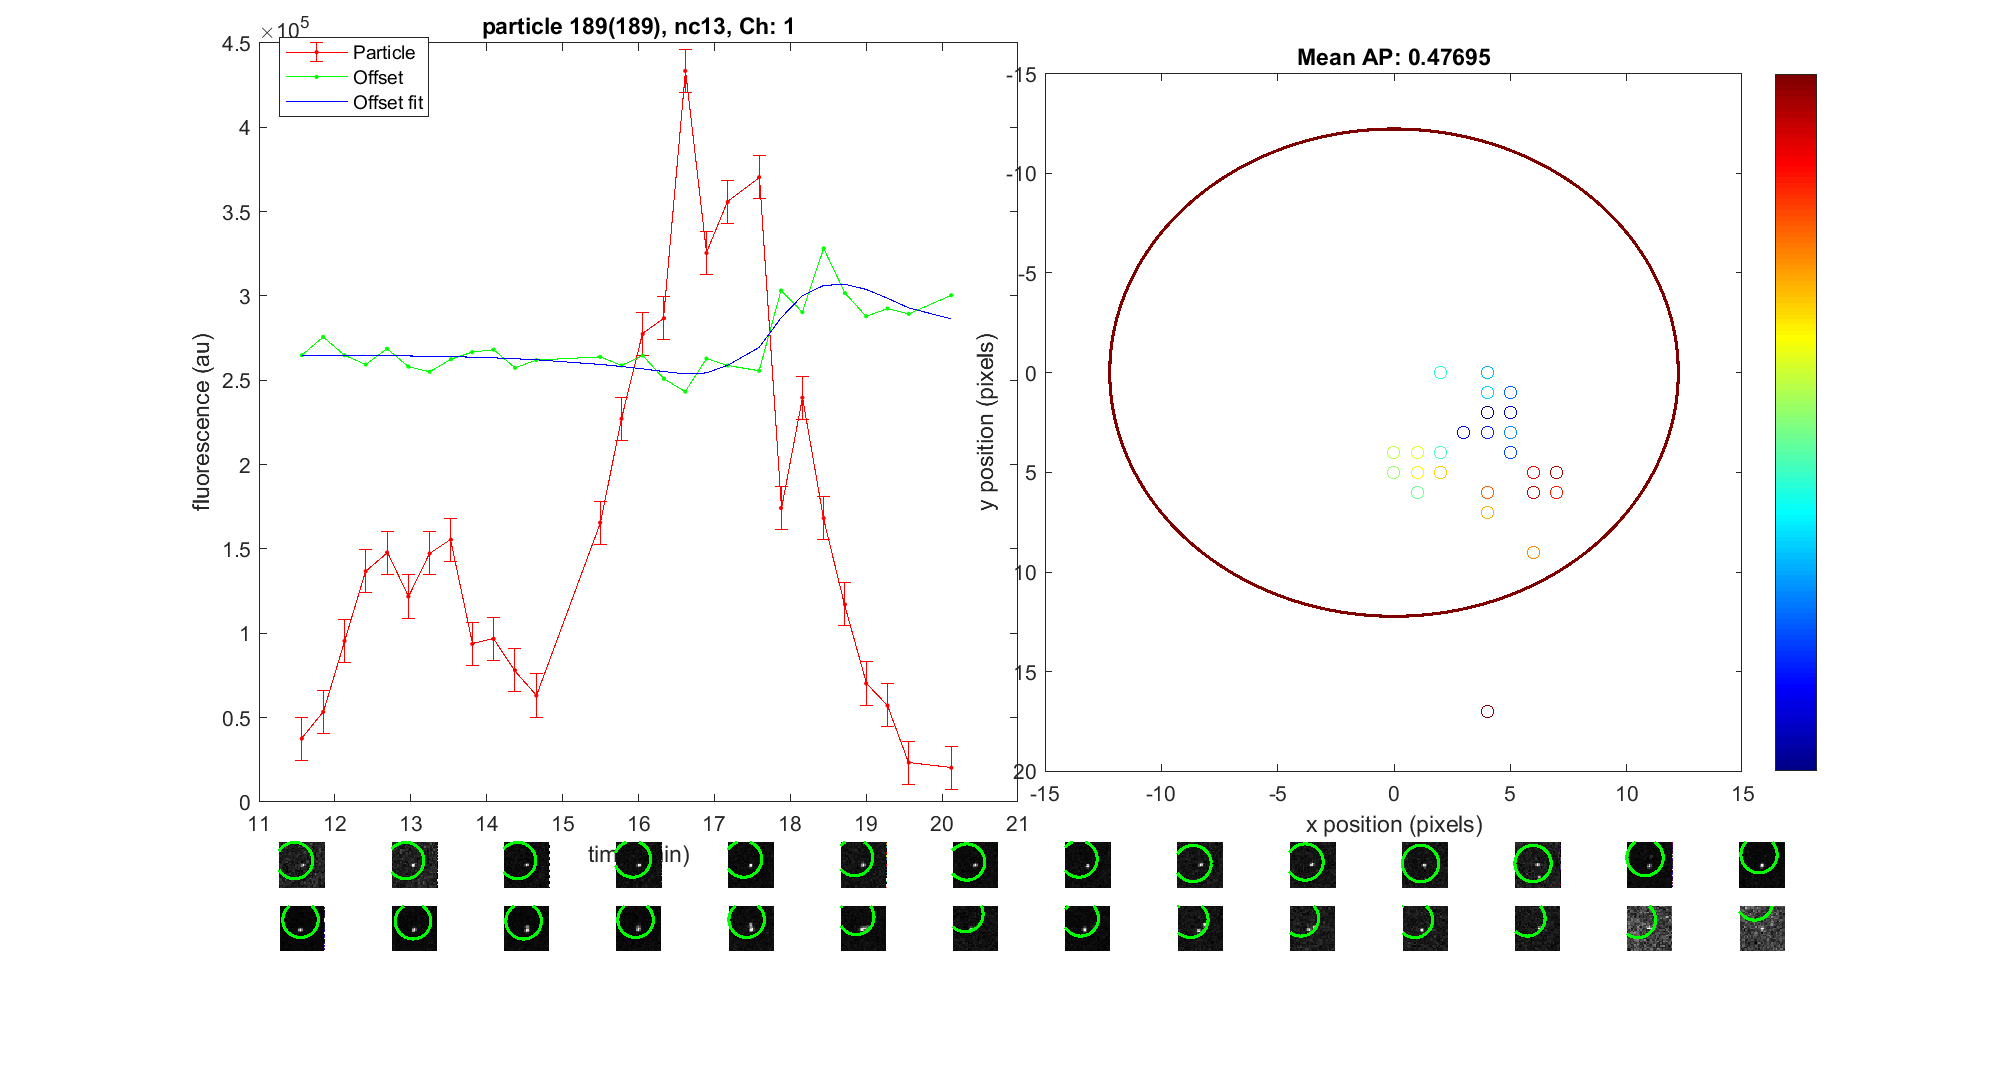 particle 189(189), nc13, Ch: 1
×10^5
Particle
Offset
Offset fit
4.5
4
3.5
3
2.5
2
1.5
1
0.5
0
fluorescence (au)
11 12 13 14 15 16 17 18 19 20 21
Mean AP: 0.47695
-15
-10
-5
0
5
10
15
20
y position (pixels)
-15 -10 -5 0 5 10 15
x position (pixels)